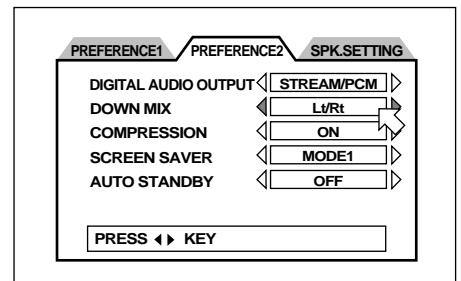 PREFERENCE1 PREFERENCE2 SPK.SETTING
DIGITAL AUDIO OUTPUT STREAM/PCM
DOWN MIX Lt/Rt
COMPRESSION ON
SCREEN SAVER MODE1
AUTO STANDBY OFF
PRESS KEY